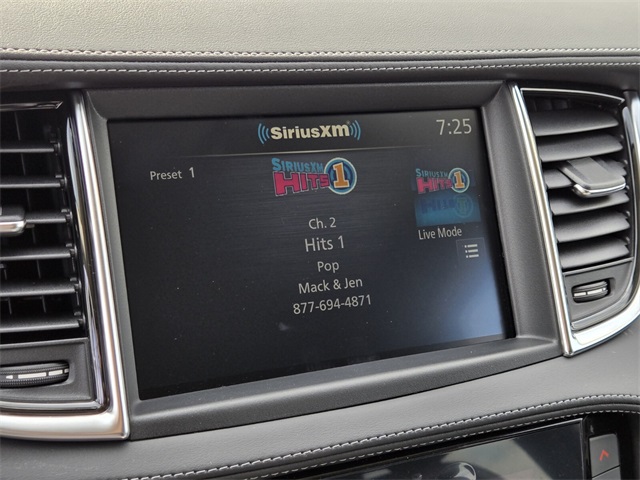 SiriusXM
7:25
Preset 1
SIRIUSXM
HITS 1
SIRIUSXM
HITS 1
Ch. 2
Hits 1
Live Mode
Pop
Mack & Jen
877-694-4871